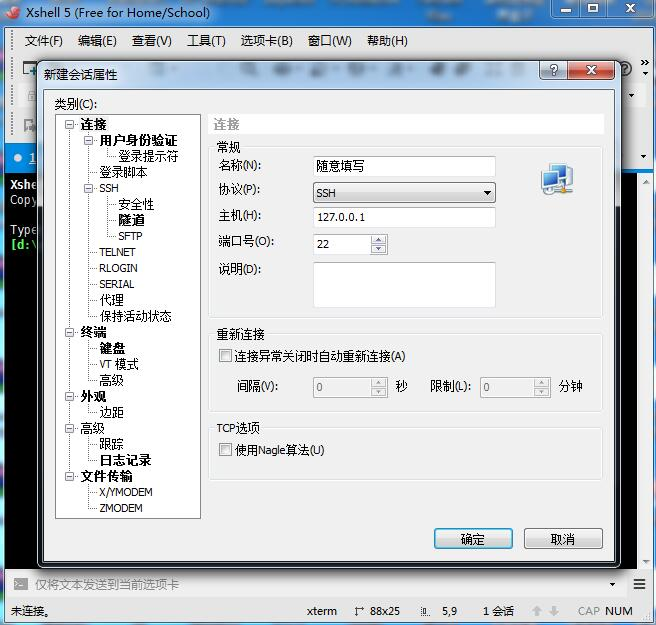 Xshell 5 (Free for Home/School)
文件(F) 编辑(E) 查看(V) 工具(T) 选项卡(B) 窗口(W) 帮助(H)
新建会话属性
类别(C):
连接
用户身份验证
登录提示符
登录脚本
SSH
安全性
隧道
SFTP
TELNET
RLOGIN
SERIAL
代理
保持活动状态
终端
键盘
VT 模式
高级
外观
边距
高级
跟踪
日志记录
文件传输
X/YMODEM
ZMODEM
连接
常规
名称(N): 随意填写
协议(P): SSH
主机(H): 127.0.0.1
端口号(O): 22
说明(D):
重新连接
连接异常关闭时自动重新连接(A)
间隔(V): 0 秒 限制(L): 0 分钟
TCP选项
使用Nagle算法(U)
确定 取消
1
Xshe
Copy
Type
[d:\
仅将文本发送到当前选项卡
未连接。 xterm 88x25 5,9 1 会话 CAP NUM